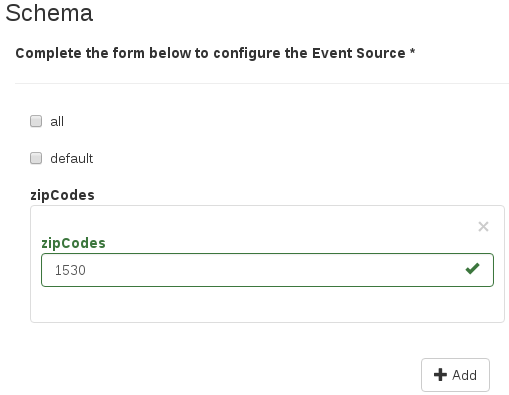 Schema
Complete the form below to configure the Event Source *
all
default
zipCodes
zipCodes
1530
Add